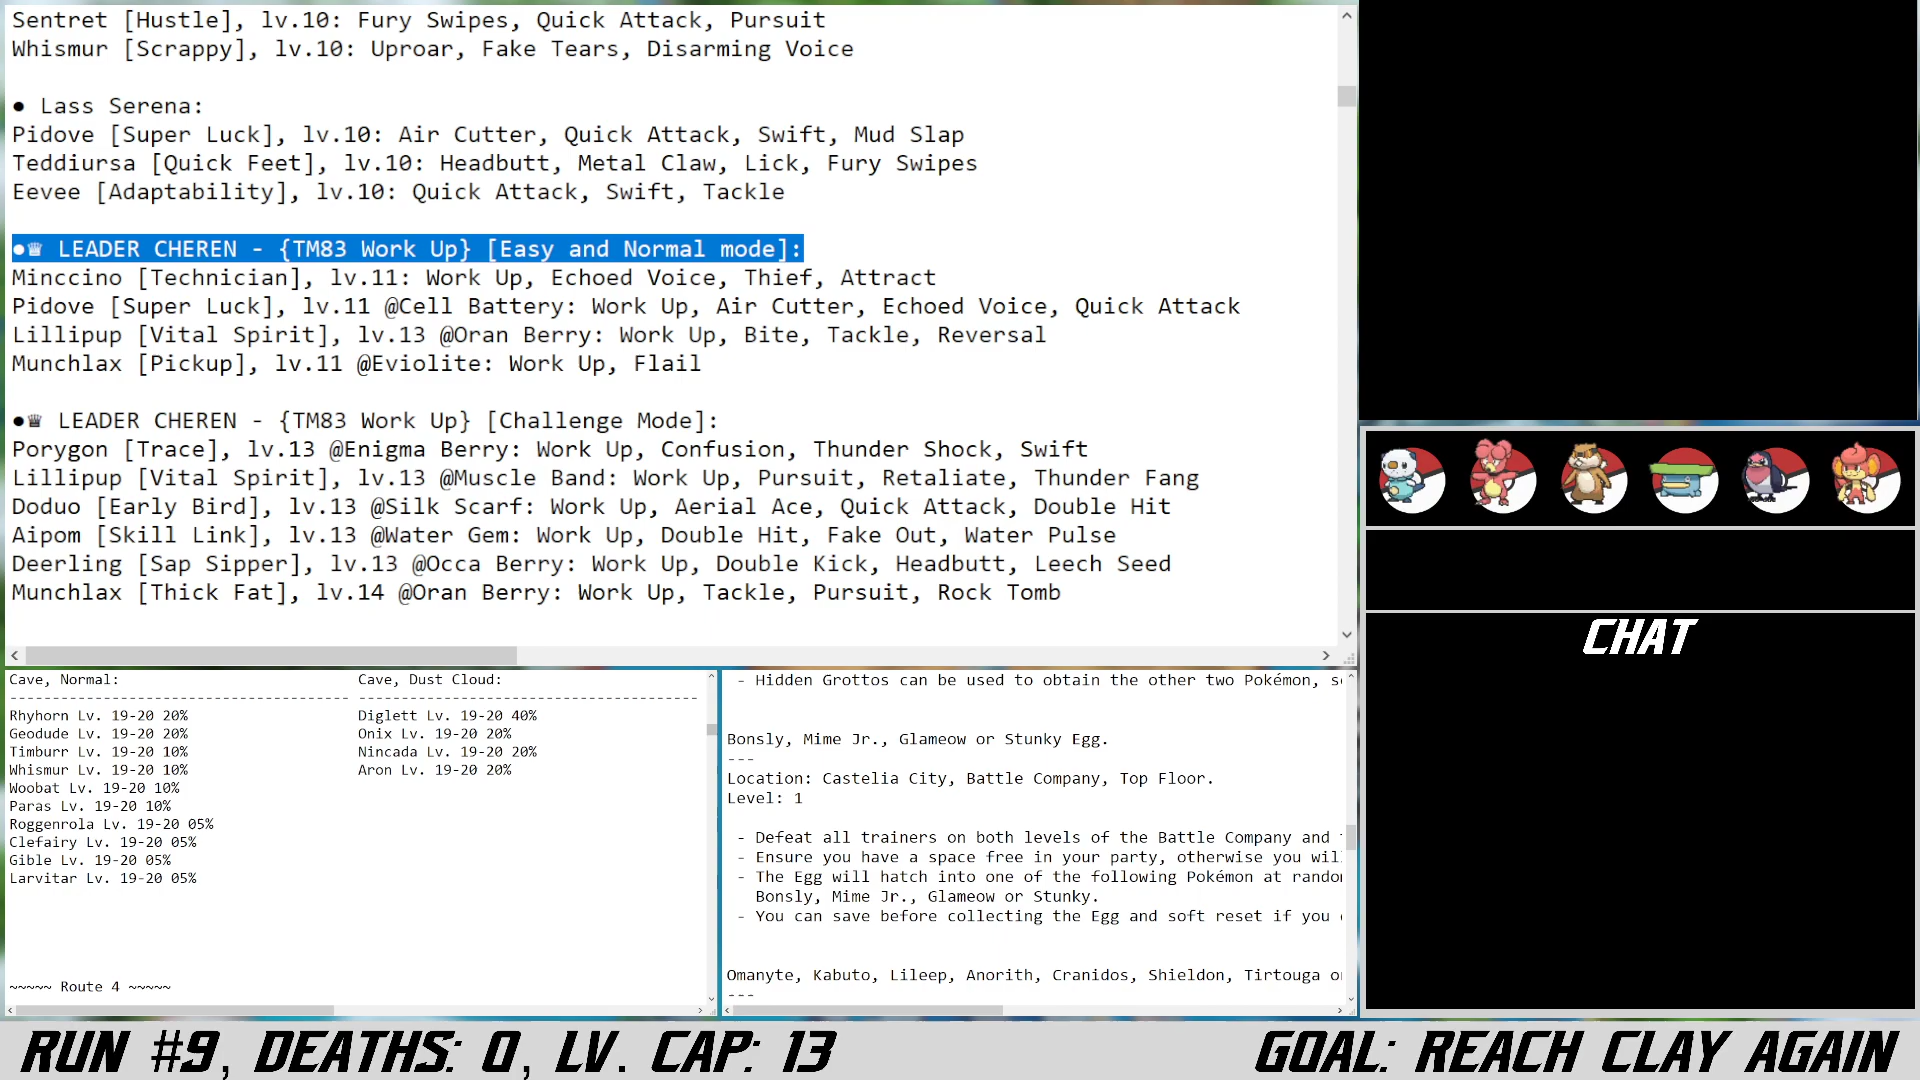 Sentret [Hustle], lv.10: Fury Swipes, Quick Attack, Pursuit
Whismur [Scrappy], lv.10: Uproar, Fake Tears, Disarming Voice
● Lass Serena:
Pidove [Super Luck], lv.10: Air Cutter, Quick Attack, Swift, Mud Slap
Teddiursa [Quick Feet], lv.10: Headbutt, Metal Claw, Lick, Fury Swipes
Eevee [Adaptability], lv.10: Quick Attack, Swift, Tackle
●♛ LEADER CHEREN - {TM83 Work Up} [Easy and Normal mode]:
Minccino [Technician], lv.11: Work Up, Echoed Voice, Thief, Attract
Pidove [Super Luck], lv.11 @Cell Battery: Work Up, Air Cutter, Echoed Voice, Quick Attack
Lillipup [Vital Spirit], lv.13 @Oran Berry: Work Up, Bite, Tackle, Reversal
Munchlax [Pickup], lv.11 @Eviolite: Work Up, Flail
●♛ LEADER CHEREN - {TM83 Work Up} [Challenge Mode]:
Porygon [Trace], lv.13 @Enigma Berry: Work Up, Confusion, Thunder Shock, Swift
Lillipup [Vital Spirit], lv.13 @Muscle Band: Work Up, Pursuit, Retaliate, Thunder Fang
Doduo [Early Bird], lv.13 @Silk Scarf: Work Up, Aerial Ace, Quick Attack, Double Hit
Aipom [Skill Link], lv.13 @Water Gem: Work Up, Double Hit, Fake Out, Water Pulse
Deerling [Sap Sipper], lv.13 @Occa Berry: Work Up, Double Kick, Headbutt, Leech Seed
Munchlax [Thick Fat], lv.14 @Oran Berry: Work Up, Tackle, Pursuit, Rock Tomb
Cave, Normal:
Rhyhorn Lv. 19-20 20%
Geodude Lv. 19-20 20%
Timburr Lv. 19-20 10%
Whismur Lv. 19-20 10%
Woobat Lv. 19-20 10%
Paras Lv. 19-20 10%
Roggenrola Lv. 19-20 05%
Clefairy Lv. 19-20 05%
Gible Lv. 19-20 05%
Larvitar Lv. 19-20 05%
Cave, Dust Cloud:
Diglett Lv. 19-20 40%
Onix Lv. 19-20 20%
Nincada Lv. 19-20 20%
Aron Lv. 19-20 20%
~~~~~ Route 4 ~~~~~
- Hidden Grottos can be used to obtain the other two Pokémon,
Bonsly, Mime Jr., Glameow or Stunky Egg.
---
Location: Castelia City, Battle Company, Top Floor.
Level: 1
- Defeat all trainers on both levels of the Battle Company and
- Ensure you have a space free in your party, otherwise you
- The Egg will hatch into one of the following Pokémon at
Bonsly, Mime Jr., Glameow or Stunky.
- You can save before collecting the Egg and soft reset if you
Omanyte, Kabuto, Lileep, Anorith, Cranidos, Shieldon, Tirtouga
---
CHAT
RUN #9, DEATHS: 0, LV. CAP: 13
GOAL: REACH CLAY AGAIN